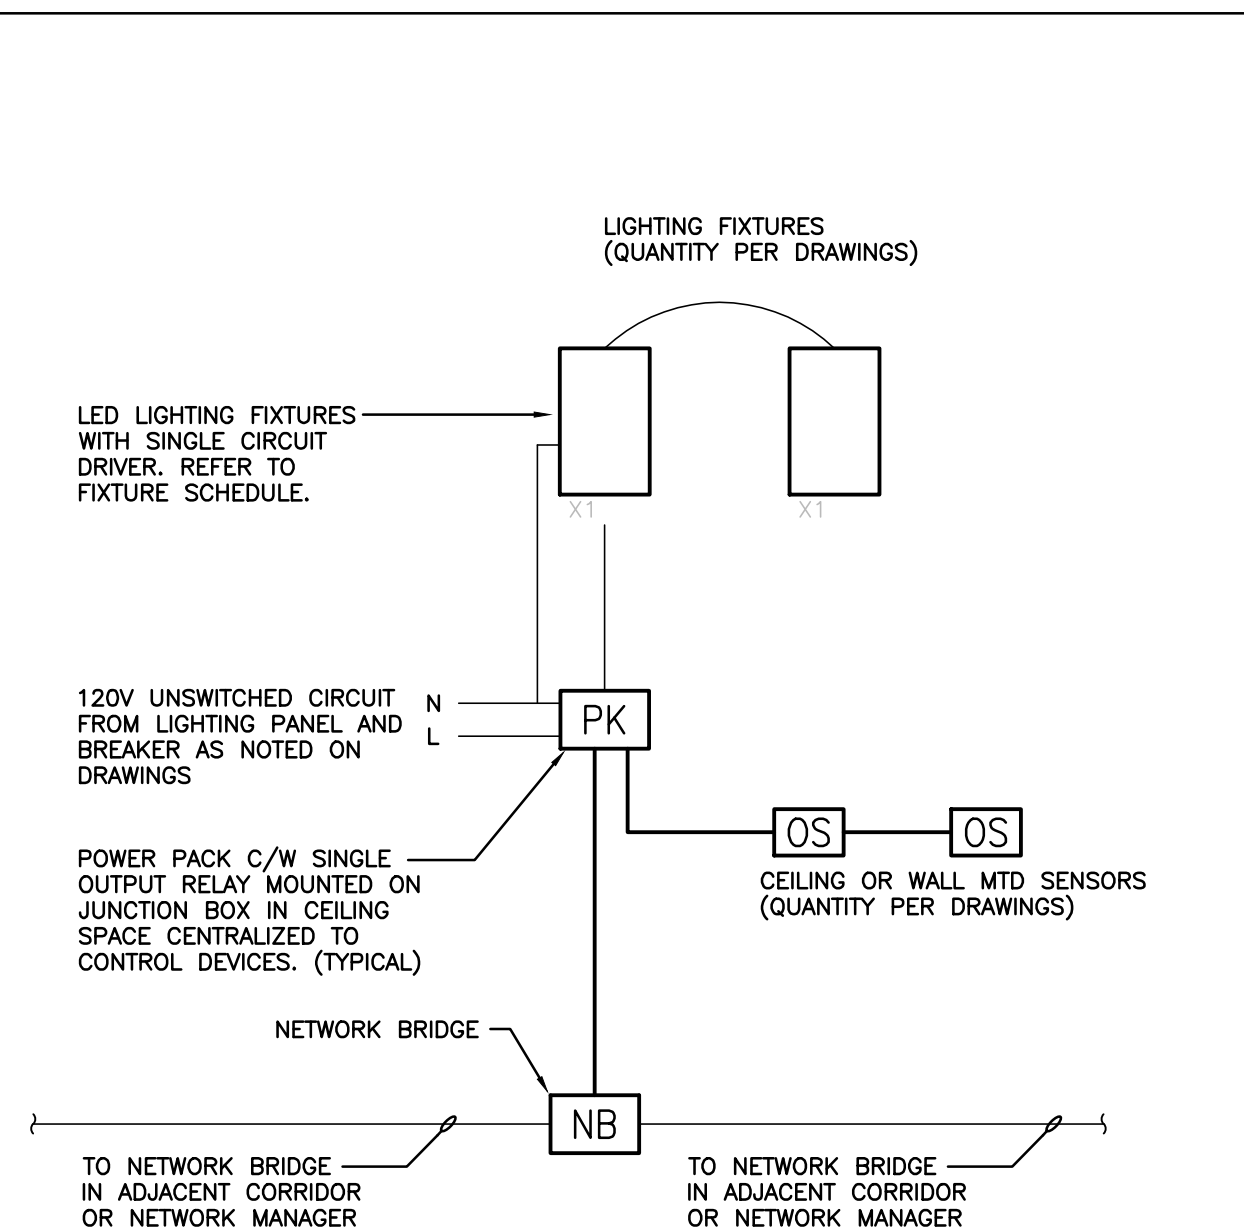 LIGHTING FIXTURES
(QUANTITY PER DRAWINGS)
LED LIGHTING FIXTURES
WITH SINGLE CIRCUIT
DRIVER. REFER TO
FIXTURE SCHEDULE.
X1
X1
120V UNSWITCHED CIRCUIT
FROM LIGHTING PANEL AND
BREAKER AS NOTED ON
DRAWINGS
N
L
PK
OS
OS
CEILING OR WALL MTD SENSORS
(QUANTITY PER DRAWINGS)
POWER PACK C/W SINGLE
OUTPUT RELAY MOUNTED ON
JUNCTION BOX IN CEILING
SPACE CENTRALIZED TO
CONTROL DEVICES. (TYPICAL)
NETWORK BRIDGE
NB
TO NETWORK BRIDGE
IN ADJACENT CORRIDOR
OR NETWORK MANAGER
TO NETWORK BRIDGE
IN ADJACENT CORRIDOR
OR NETWORK MANAGER